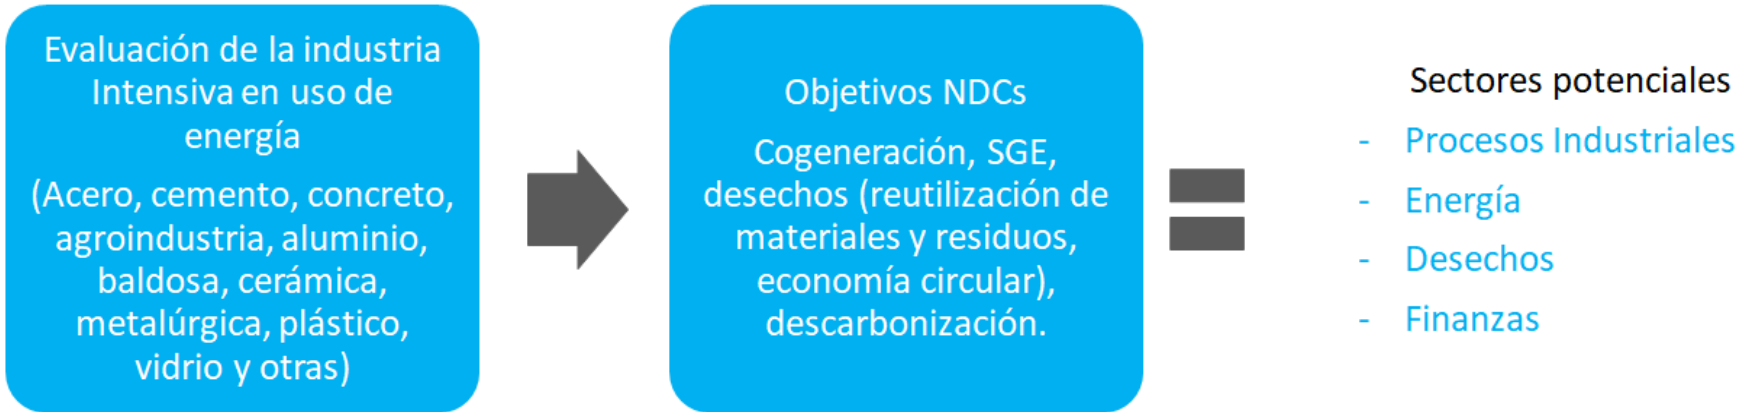 Evaluación de la industria
Intensiva en uso de
energía
(Acero, cemento, concreto,
agroindustria, aluminio,
baldosa, cerámica,
metalúrgica, plástico,
vidrio y otras)
Objetivos NDCs
Cogeneración, SGE,
desechos (reutilización de
materiales y residuos,
economía circular),
descarbonización.
Sectores potenciales
- Procesos Industriales
- Energía
- Desechos
- Finanzas